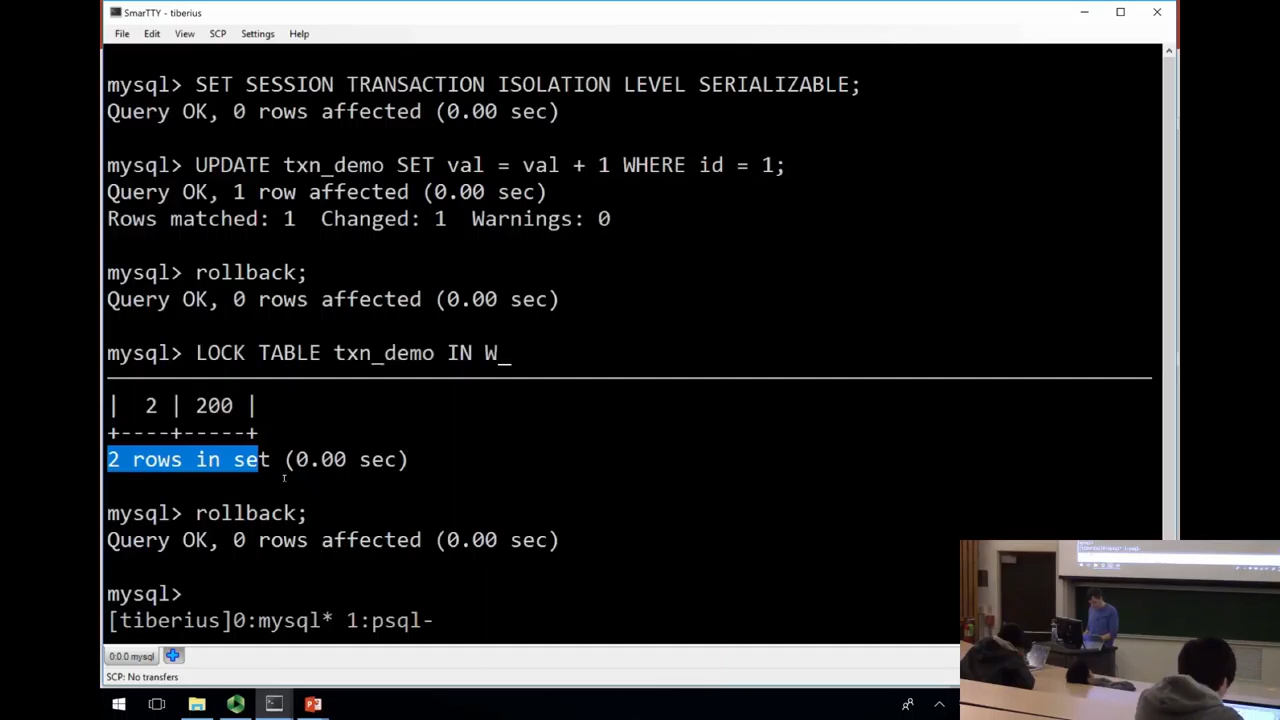 SmarTTY - tiberius
File Edit View SCP Settings Help
mysql> SET SESSION TRANSACTION ISOLATION LEVEL SERIALIZABLE;
Query OK, 0 rows affected (0.00 sec)
mysql> UPDATE txn_demo SET val = val + 1 WHERE id = 1;
Query OK, 1 row affected (0.00 sec)
Rows matched: 1  Changed: 1  Warnings: 0
mysql> rollback;
Query OK, 0 rows affected (0.00 sec)
mysql> LOCK TABLE txn_demo IN W_
|  2 | 200 |
+----+-----+
2 rows in set (0.00 sec)
mysql> rollback;
Query OK, 0 rows affected (0.00 sec)
mysql>
[tiberius]0:mysql* 1:psql-
0:0.0 mysql
SCP: No transfers